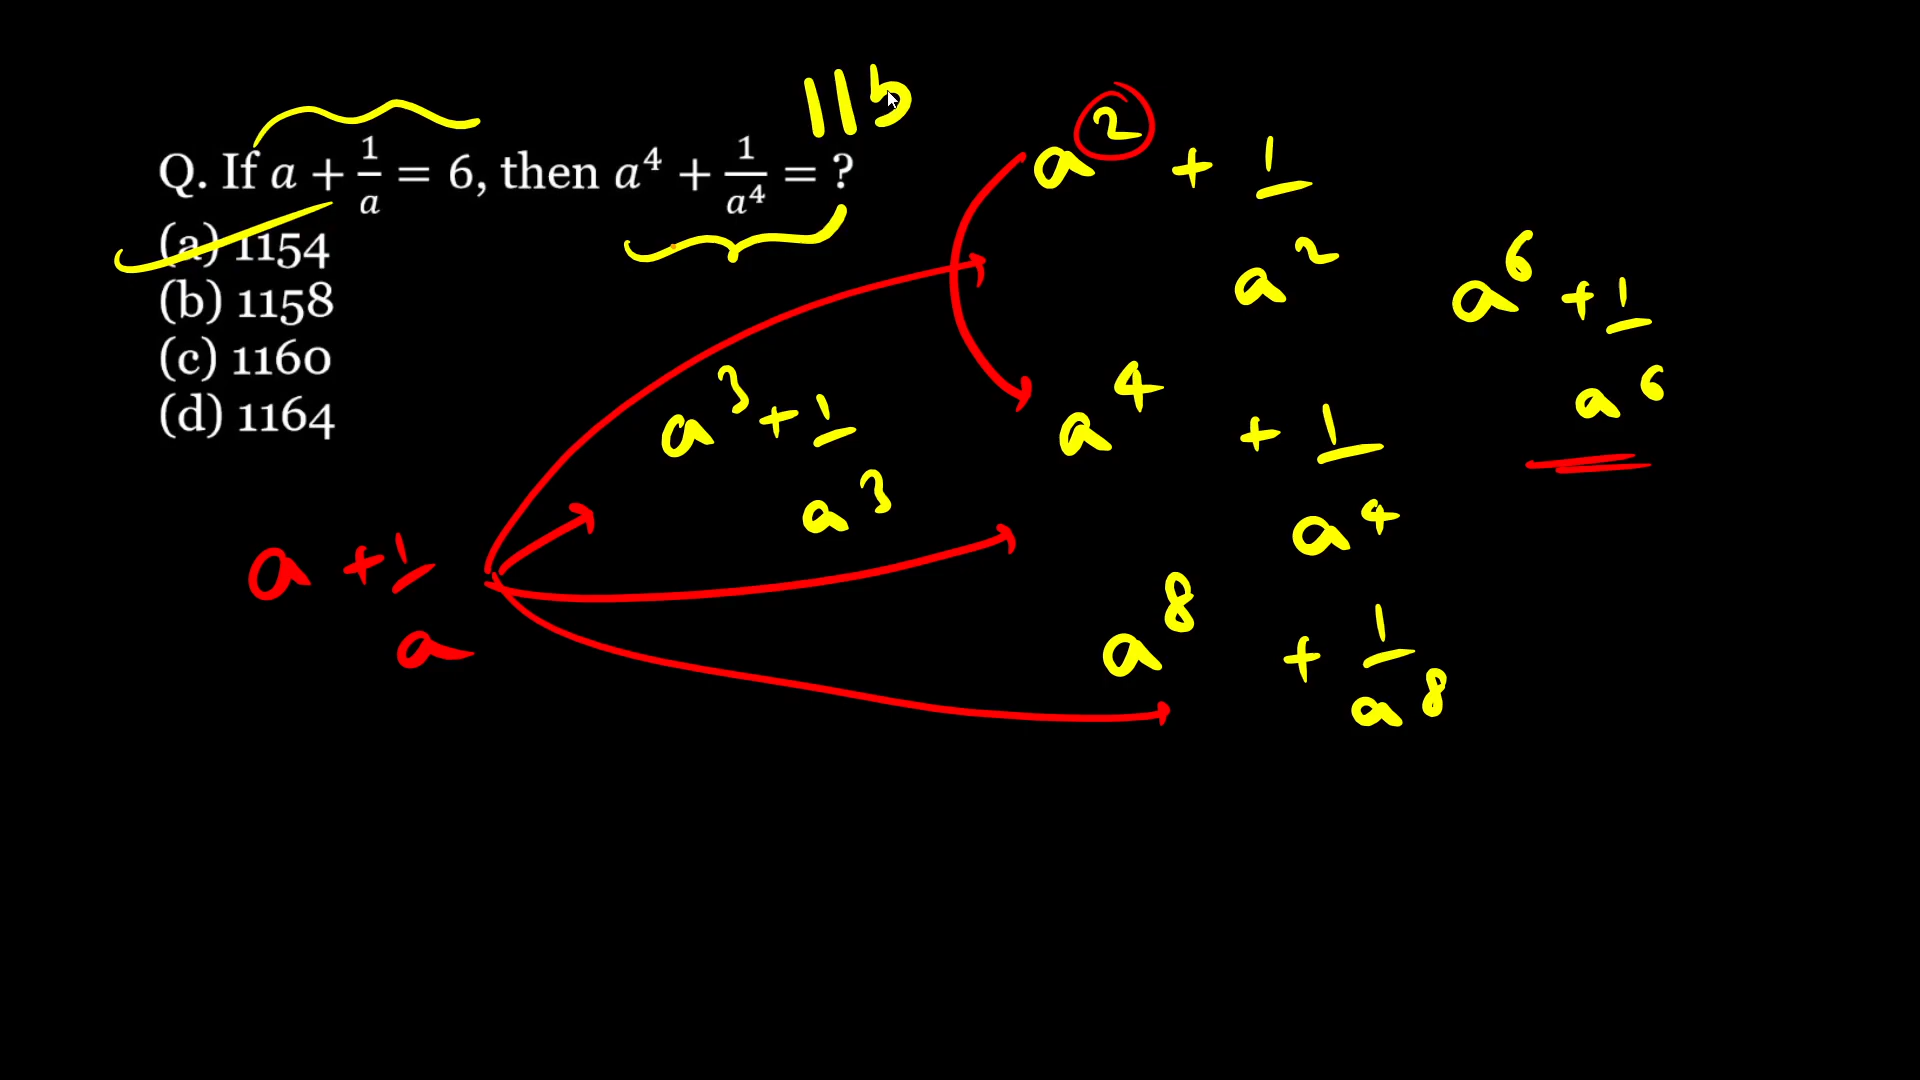 115
Q. If a + 1/a = 6, then a⁴ + 1/a⁴ = ?
(a) 1154
(b) 1158
(c) 1160
(d) 1164
a² + 1/a²
a⁶ + 1/a⁶
a³ + 1/a³
a⁴ + 1/a⁴
a + 1/a
a⁸ + 1/a⁸